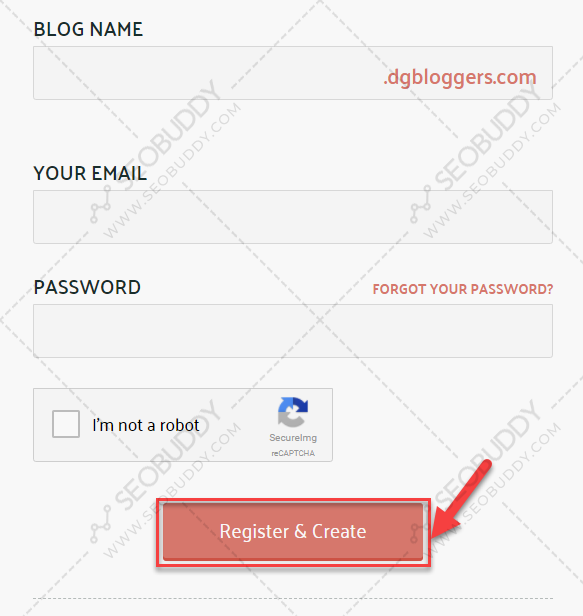 BLOG NAME
.dgbloggers.com
YOUR EMAIL
PASSWORD
FORGOT YOUR PASSWORD?
I'm not a robot
SecureImg
reCAPTCHA
Register & Create
SEOBUDDY
WWW.SEOBUDDY.COM
SEOBUDDY
WWW.SEOBUDDY.COM
SEOBUDDY
WWW.SEOBUDDY.COM
SEOBUDDY
WWW.SEOBUDDY.COM